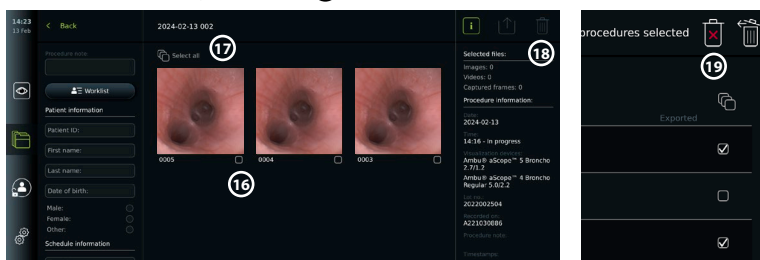 14:23
13 Feb
Back
Procedure note:
Worklist
Patient information
Patient ID:
First name:
Last name:
Date of birth:
Male:
Female:
Other:
Schedule information
2024-02-13 002
Select all
17
0005
0004
0003
16
i
18
Selected files:
Images: 0
Videos: 0
Captured frames: 0
Procedure information:
Date:
2024-02-13
Time:
14:16 - In progress
Visualization devices:
Ambu® aScope™ 5 Broncho
2.7/1.2
Ambu® aScope™ 4 Broncho
Regular 5.0/2.2
Lot no:
2022002504
Recorded on:
A221030886
Procedure note:
Timestamps:
procedures selected
19
Exported